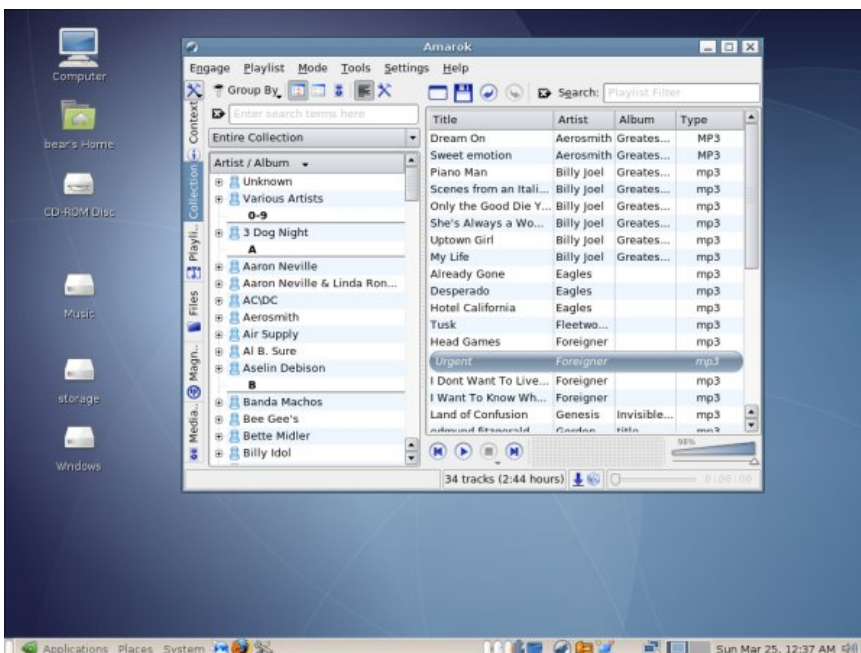 Computer
bear's Home
CD-ROM Disc
Music
storage
Windows
Amarok
Engage Playlist Mode Tools Settings Help
Group By
Search: Playlist Filter
Enter search terms here
Entire Collection
Artist / Album
Unknown
Various Artists
0-9
3 Dog Night
A
Aaron Neville
Aaron Neville & Linda Ron...
AC\DC
Aerosmith
Air Supply
Al B. Sure
Aselin Debison
B
Banda Machos
Bee Gee's
Bette Midler
Billy Idol
Context
Collection
Playli..
Files
Magn..
Media..
Title Artist Album Type
Dream On Aerosmith Greates... MP3
Sweet emotion Aerosmith Greates... MP3
Piano Man Billy Joel Greates... mp3
Scenes from an Itali... Billy Joel Greates... mp3
Only the Good Die Y... Billy Joel Greates... mp3
She's Always a Wo... Billy Joel Greates... mp3
Uptown Girl Billy Joel Greates... mp3
My Life Billy Joel Greates... mp3
Already Gone Eagles mp3
Desperado Eagles mp3
Hotel California Eagles mp3
Tusk Fleetwo... mp3
Head Games Foreigner mp3
Urgent Foreigner mp3
I Dont Want To Live... Foreigner mp3
I Want To Know Wh... Foreigner mp3
Land of Confusion Genesis Invisible... mp3
edmund fitzgerald Gordon title mp3
98%
34 tracks (2:44 hours) 0:00:00
Applications Places System Sun Mar 25, 12:37 AM